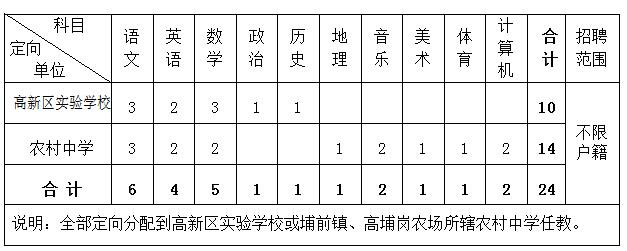 科目 语文 英语 数学 政治 历史 地理 音乐 美术 体育 计算机 合计 招聘范围
定向
单位
高新区实验学校 3 2 3 1 1 10 不限户籍
农村中学 3 2 2 1 2 1 1 2 14
合计 6 4 5 1 1 1 2 1 1 2 24
说明：全部定向分配到高新区实验学校或埔前镇、高埔岗农场所辖农村中学任教。